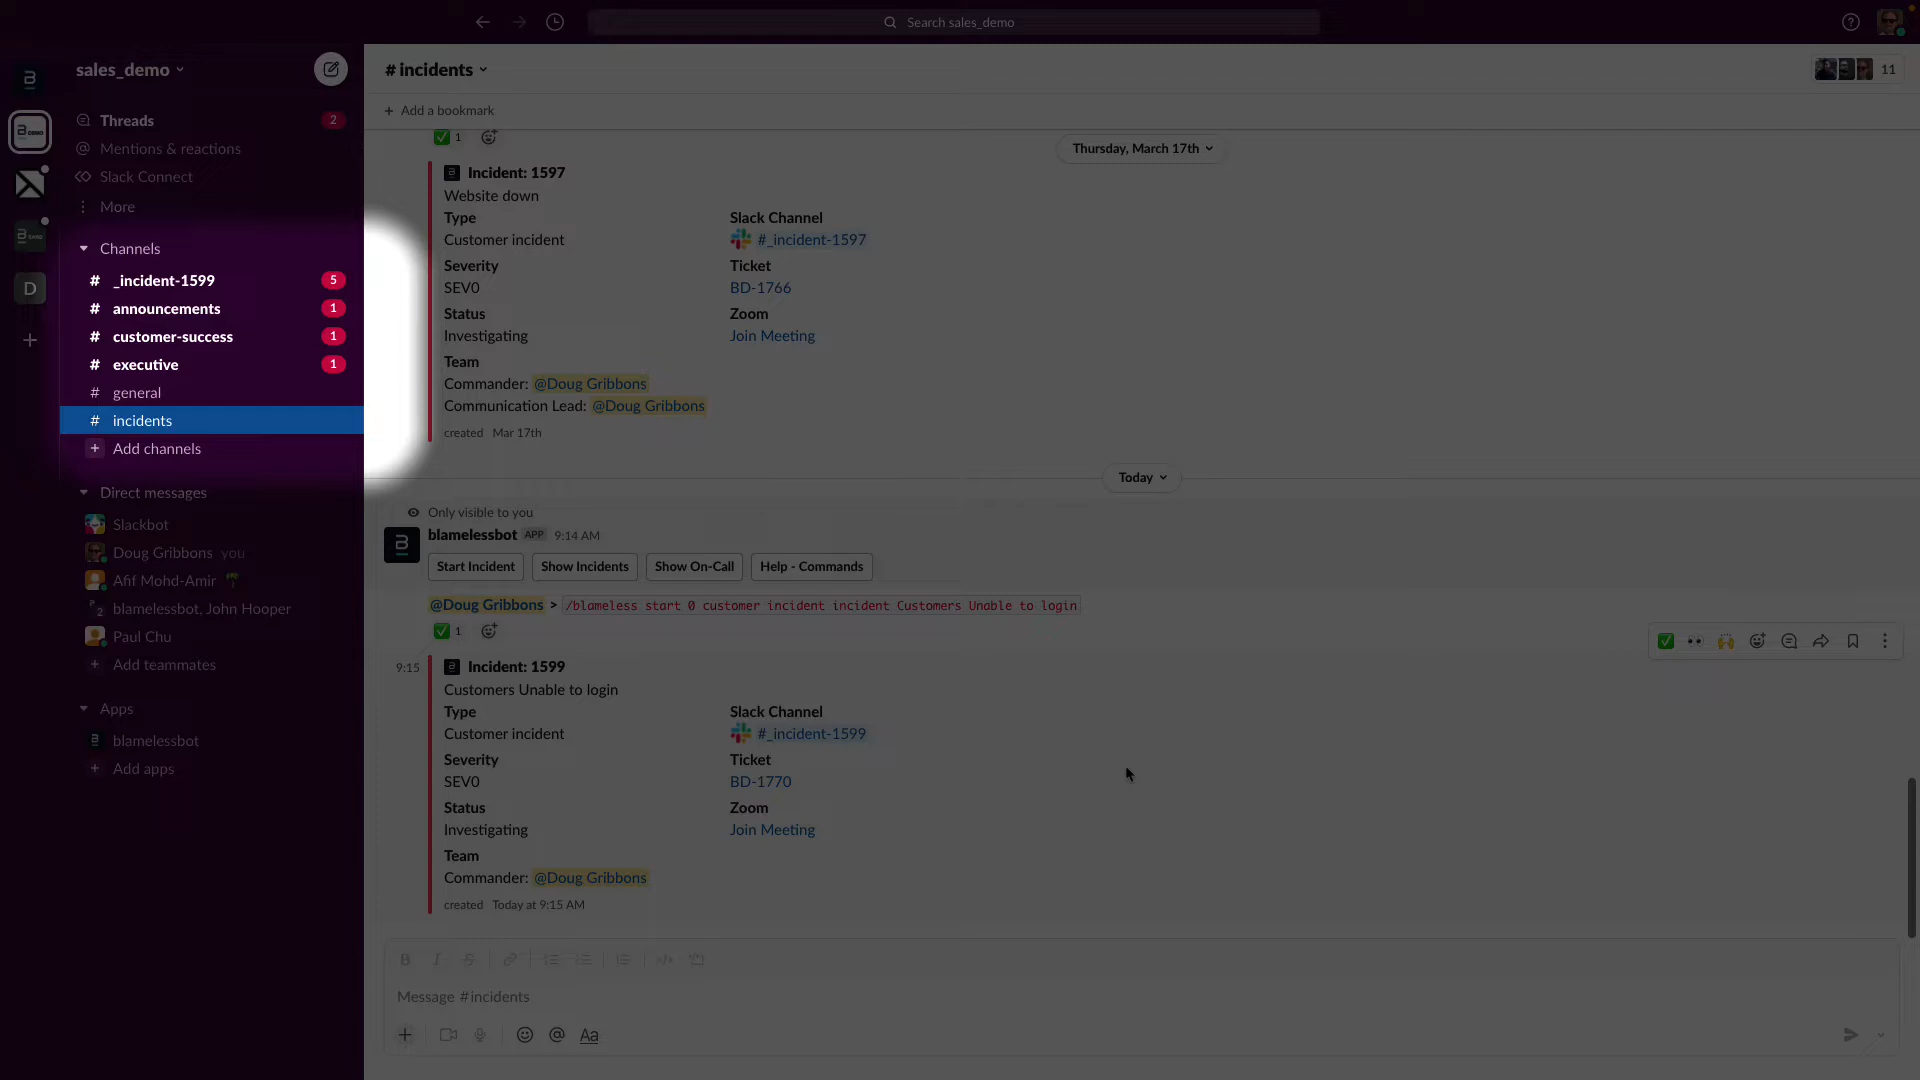 Search sales_demo
sales_demo
Threads 2
Mentions & reactions
Slack Connect
More
Channels
# _incident-1599 5
# announcements 1
# customer-success 1
# executive 1
# general
# incidents
+ Add channels
Direct messages
Slackbot
Doug Gribbons you
Afif Mohd-Amir
2 blamelessbot, John Hooper
Paul Chu
+ Add teammates
Apps
blamelessbot
+ Add apps
D
# incidents
11
+ Add a bookmark
1
Thursday, March 17th
Incident: 1597
Website down
Type Slack Channel
Customer incident #_incident-1597
Severity Ticket
SEV0 BD-1766
Status Zoom
Investigating Join Meeting
Team
Commander: @Doug Gribbons
Communication Lead: @Doug Gribbons
created Mar 17th
Today
Only visible to you
blamelessbot APP 9:14 AM
Start Incident Show Incidents Show On-Call Help - Commands
@Doug Gribbons > /blameless start 0 customer incident incident Customers Unable to login
1
9:15 Incident: 1599
Customers Unable to login
Type Slack Channel
Customer incident #_incident-1599
Severity Ticket
SEV0 BD-1770
Status Zoom
Investigating Join Meeting
Team
Commander: @Doug Gribbons
created Today at 9:15 AM
B I S
Message #incidents
+ @ Aa